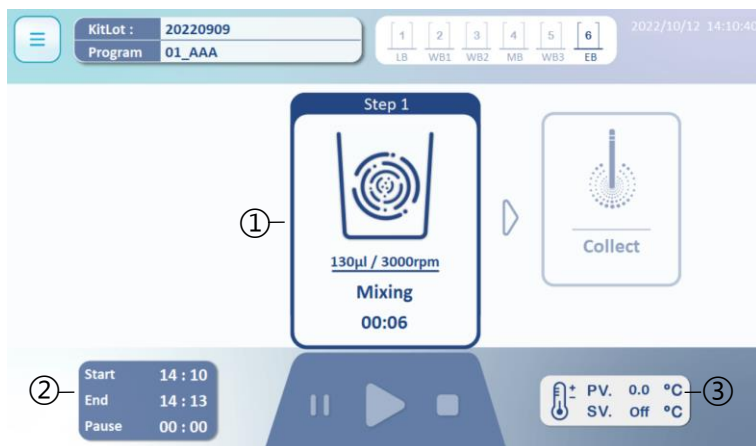 KitLot : 20220909
Program 01_AAA
1 2 3 4 5 6
LB WB1 WB2 MB WB3 EB
2022/10/12 14:10:40
Step 1
①
130µl / 3000rpm
Mixing
00:06
Collect
②
Start 14 : 10
End 14 : 13
Pause 00 : 00
PV. 0.0 ºC
SV. Off ºC
③